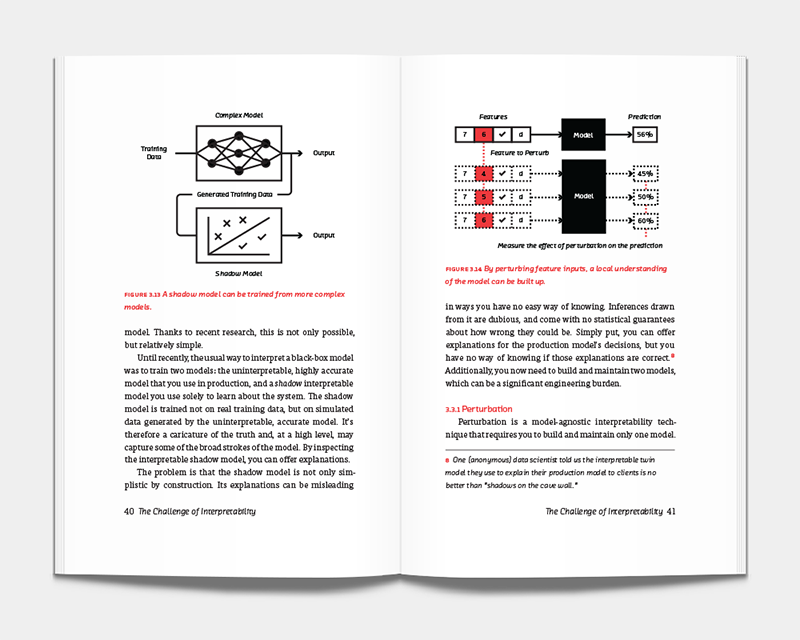 Complex Model
Training
Data
Output
Generated Training Data
Output
Shadow Model
FIGURE 3.13 A shadow model can be trained from more complex
models.
model. Thanks to recent research, this is not only possible,
but relatively simple.
Until recently, the usual way to interpret a black-box model
was to train two models: the uninterpretable, highly accurate
model that you use in production, and a shadow interpretable
model you use solely to learn about the system. The shadow
model is trained not on real training data, but on simulated
data generated by the uninterpretable, accurate model. It's
therefore a caricature of the truth and, at a high level, may
capture some of the broad strokes of the model. By inspecting
the interpretable shadow model, you can offer explanations.
The problem is that the shadow model is not only sim-
plistic by construction. Its explanations can be misleading
40 The Challenge of Interpretability
Features
Prediction
7 6 ✓ d
Model
56%
Feature to Perturb
7 4 ✓ d
45%
7 5 ✓ d
Model
50%
7 6 ✓ d
60%
Measure the effect of perturbation on the prediction
FIGURE 3.14 By perturbing feature inputs, a local understanding
of the model can be built up.
in ways you have no easy way of knowing. Inferences drawn
from it are dubious, and come with no statistical guarantees
about how wrong they could be. Simply put, you can offer
explanations for the production model's decisions, but you
have no way of knowing if those explanations are correct.8
Additionally, you now need to build and maintain two models,
which can be a significant engineering burden.
3.3.1 Perturbation
Perturbation is a model-agnostic interpretability tech-
nique that requires you to build and maintain only one model.
8 One (anonymous) data scientist told us the interpretable twin
model they use to explain their production model to clients is no
better than "shadows on the cave wall."
The Challenge of Interpretability 41